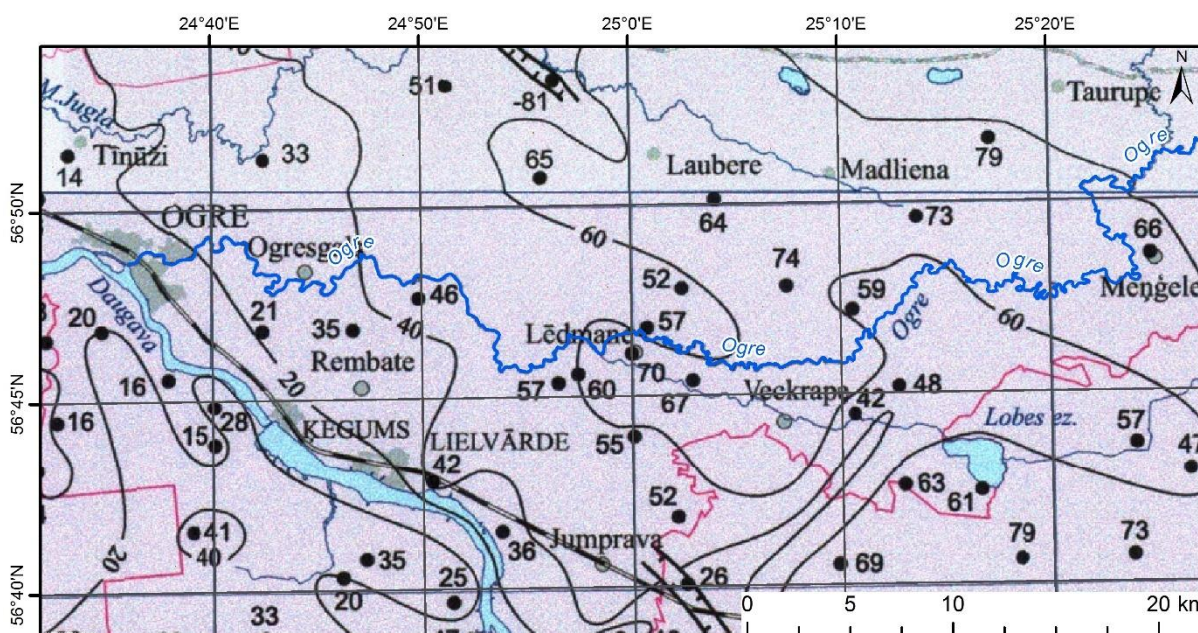 24°40'E 24°50'E 25°0'E 25°10'E 25°20'E
N
51
-81
Taurupe
M.Jugla
Tīnūži
33
14
65
Laubere
Madliena
79
Ogre
56°50'N
OGRE
64
73
66
Ogresgals
Ogre
60
74
Ogre
Daugava
52
59
Meņģele
46
20
21
35
40
Lēdmane
57
Ogre
60
Rembate
Ogre
16
20
57
60
70
67
Veckrape
48
42
56°45'N
16
28
15
ĶEGUMS
LIELVĀRDE
55
Lobes ez.
57
47
42
52
63
61
41
40
36
Jumprava
79
73
20
35
25
26
69
56°40'N
20
33
0 5 10 20 km